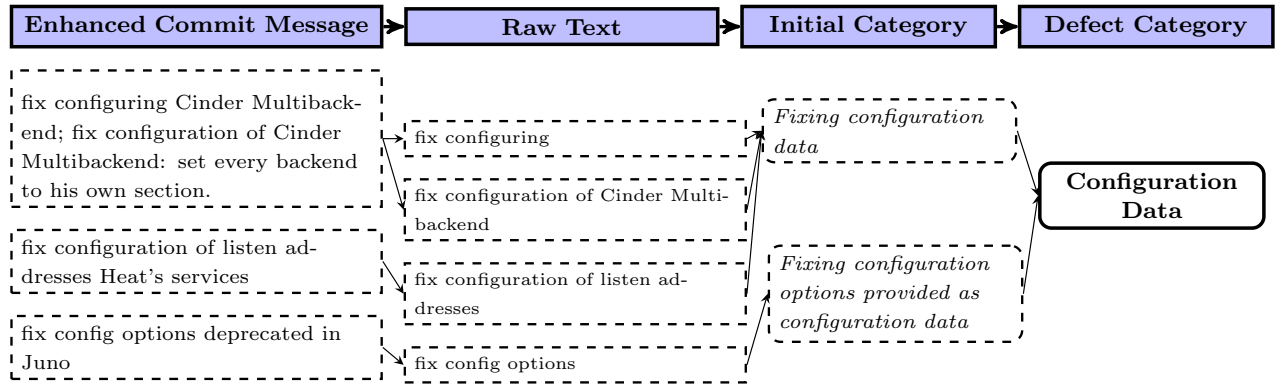 Enhanced Commit Message
Raw Text
Initial Category
Defect Category
fix configuring Cinder Multiback-
end; fix configuration of Cinder
Multibackend: set every backend
to his own section.
fix configuration of listen ad-
dresses Heat's services
fix config options deprecated in
Juno
fix configuring
fix configuration of Cinder Multi-
backend
fix configuration of listen ad-
dresses
fix config options
Fixing configuration
data
Fixing configuration
options provided as
configuration data
Configuration
Data